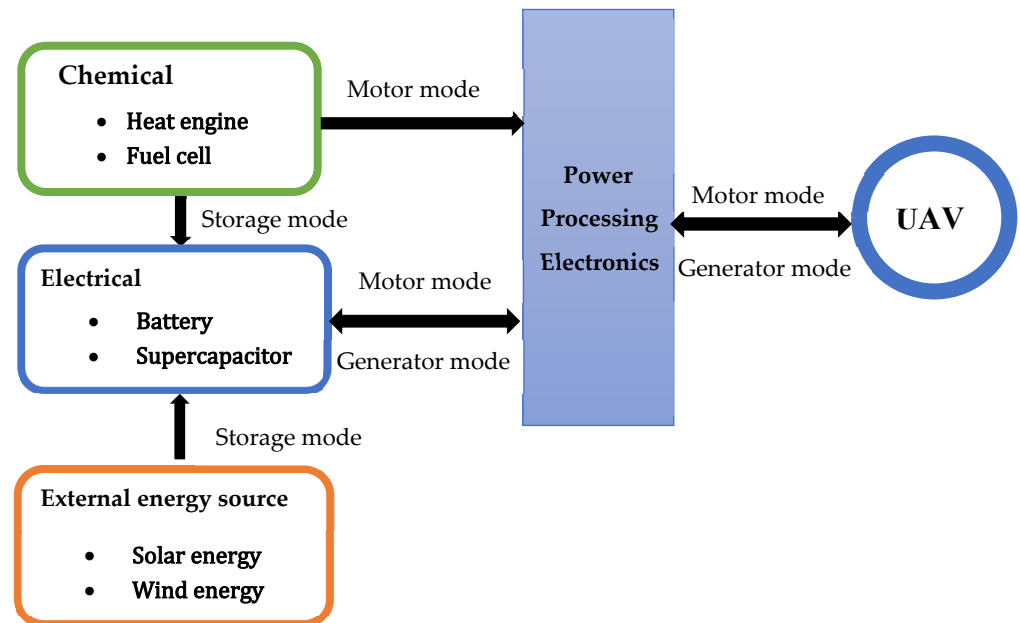 Chemical
• Heat engine
• Fuel cell
Motor mode
Storage mode
Electrical
• Battery
• Supercapacitor
Motor mode
Generator mode
Storage mode
External energy source
• Solar energy
• Wind energy
Power
Processing
Electronics
Motor mode
Generator mode
UAV